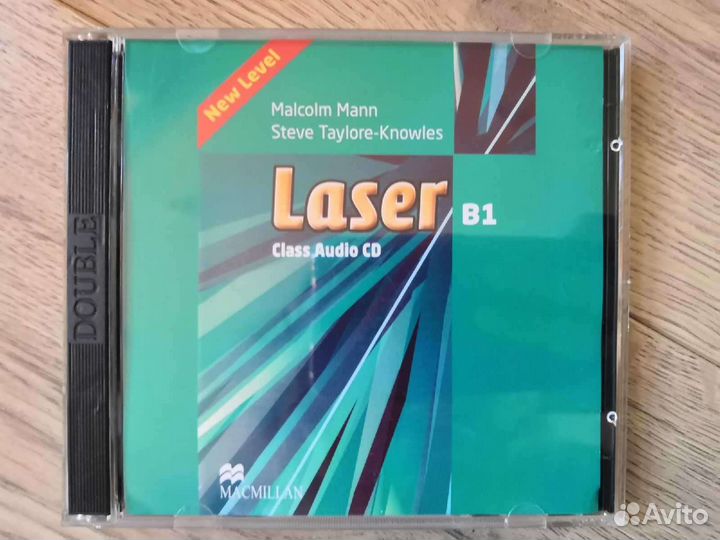 New Level
Malcolm Mann
Steve Taylore-Knowles
Laser B1
Class Audio CD
DOUBLE
MACMILLAN
Avito